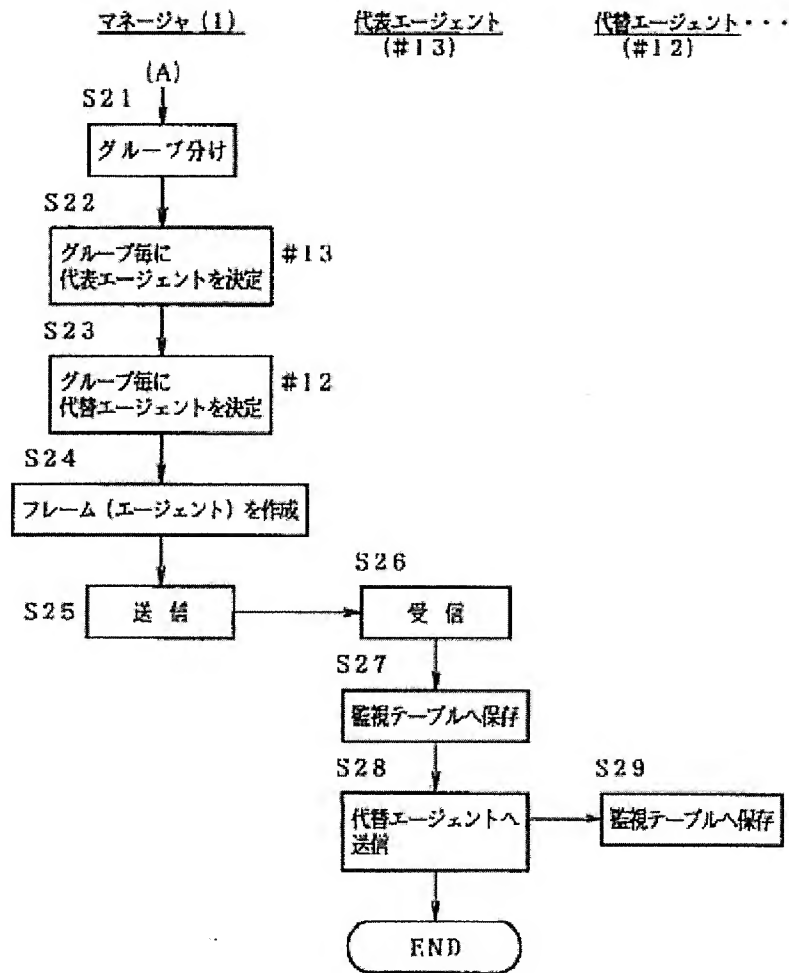 マネージャ(1)
代表エージェント
(#13)
代替エージェント・・・
(#12)
(A)
S21
グループ分け
S22
グループ毎に
代表エージェントを決定
#13
S23
グループ毎に
代替エージェントを決定
#12
S24
フレーム(エージェント)を作成
S25
送信
S26
受信
S27
監視テーブルへ保存
S28
代替エージェントへ
送信
S29
監視テーブルへ保存
END